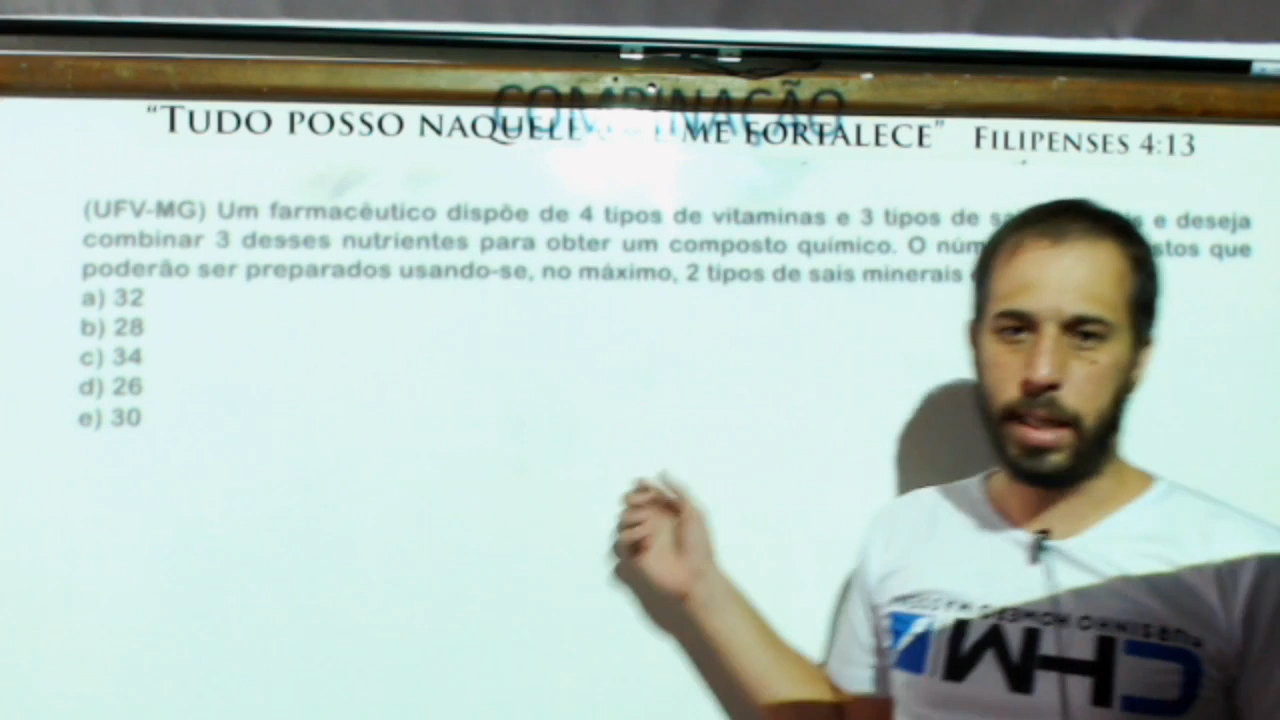 COMBINAÇÃO
“TUDO POSSO NAQUELE ME FORTALECE” FILIPENSES 4:13
(UFV-MG) Um farmacêutico dispõe de 4 tipos de vitaminas e 3 tipos de e deseja
combinar 3 desses nutrientes para obter um composto químico. O que
poderão ser preparados usando-se, no máximo, 2 tipos de sais minerais
a) 32
b) 28
c) 34
d) 26
e) 30
CURSINHO HOMERO
CHM